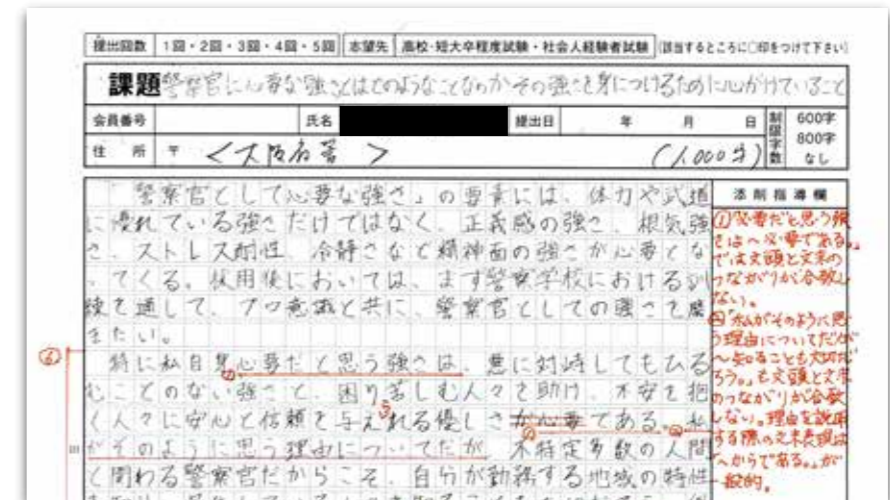 提出回数 1回・2回・3回・4回・5回 志望先 高校・短大卒程度試験・社会人経験者試験 (該当するところに○印をつけて下さい)
課題 警察官に必要な強さとはどのようなことなのかその強さを身につけるために心がけていること
会員番号 氏名 提出日 年 月 日 制限字数 600字 800字 なし
住所 〒 <大阪府警> (1,000字)
添削指導欄
「警察官として必要な強さ」の要素には、体力や武道
に優れている強さだけではなく、正義感の強さ、根気強
さ、ストレス耐性、冷静さなど精神面の強さが必要とな
ってくる。採用後においては、まず警察学校における訓
練を通して、プロ意識と共に、警察官としての強さを磨
きたい。
特に私自身必要だと思う強さは、悪に対峙してもひる
むことのない強さと、困り苦しむ人々を助け、不安を抱
く人々に安心と信頼を与えれる優しさが必要である。私
がそのように思う理由についてだが、不特定多数の人間
と関わる警察官だからこそ、自分が勤務する地域の特性
ら
①「必要だと思う強
さは〜必要である。」
では文頭と文末の
つながりが合致し
ない。
②「私がそのように思
う理由についてだが
〜知ることも大切だ
ろう。」も文頭と文末
のつながりが合致
しない。理由を説明
する際の文末表現は
「〜からである。」が
一般的。